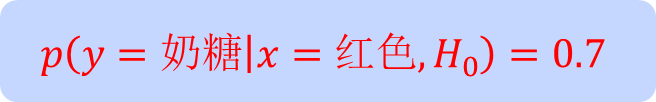 p(y = 奶糖|x = 红色, H₀) = 0.7